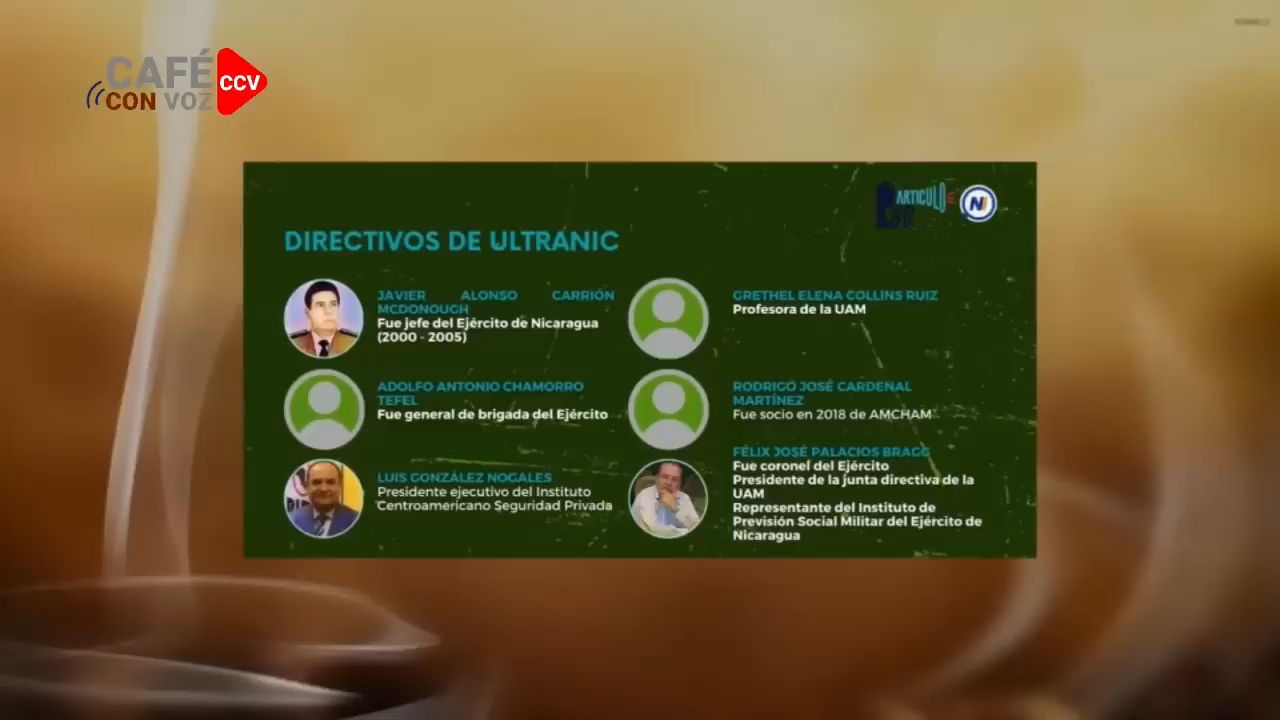 CAFÉ
CON VOZ
CCV
ARTICULO
DIRECTIVOS DE ULTRANIC
JAVIER ALONSO CARRIÓN
MCDONOUGH
Fue jefe del Ejército de Nicaragua
(2000 - 2005)
ADOLFO ANTONIO CHAMORRO
TEFEL
Fue general de brigada del Ejército
LUIS GONZÁLEZ NOGALES
Presidente ejecutivo del Instituto
Centroamericano Seguridad Privada
GRETHEL ELENA COLLINS RUIZ
Profesora de la UAM
RODRIGO JOSÉ CARDENAL
MARTÍNEZ
Fue socio en 2018 de AMCHAM
FÉLIX JOSÉ PALACIOS BRAGG
Fue coronel del Ejército
Presidente de la junta directiva de la
UAM
Representante del Instituto de
Previsión Social Militar del Ejército de
Nicaragua